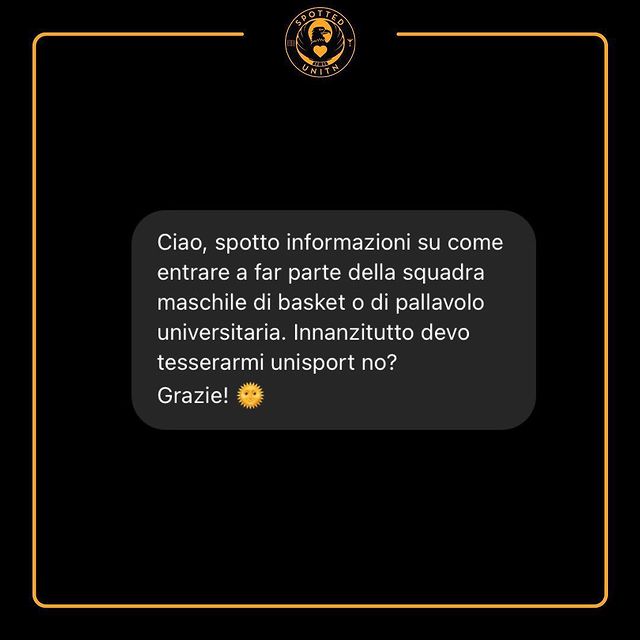 SPOTTED
UNITN
Ciao, spotto informazioni su come
entrare a far parte della squadra
maschile di basket o di pallavolo
universitaria. Innanzitutto devo
tesserarmi unisport no?
Grazie! 🌞